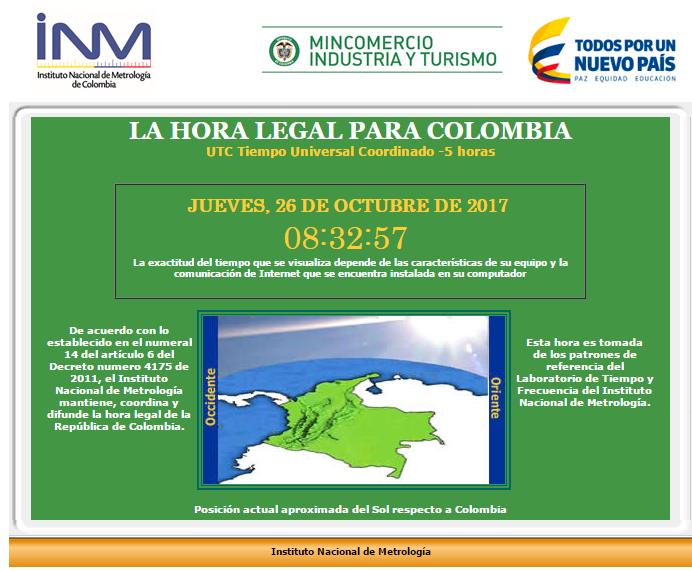 INM
Instituto Nacional de Metrología
de Colombia
MINCOMERCIO
INDUSTRIA Y TURISMO
TODOS POR UN
NUEVO PAÍS
PAZ EQUIDAD EDUCACIÓN
LA HORA LEGAL PARA COLOMBIA
UTC Tiempo Universal Coordinado -5 horas
JUEVES, 26 DE OCTUBRE DE 2017
08:32:57
La exactitud del tiempo que se visualiza depende de las características de su equipo y la
comunicación de Internet que se encuentra instalada en su computador
De acuerdo con lo
establecido en el numeral
14 del artículo 6 del
Decreto numero 4175 de
2011, el Instituto
Nacional de Metrología
mantiene, coordina y
difunde la hora legal de la
República de Colombia.
Occidente
Oriente
Esta hora es tomada
de los patrones de
referencia del
Laboratorio de Tiempo y
Frecuencia del Instituto
Nacional de Metrología.
Posición actual aproximada del Sol respecto a Colombia
Instituto Nacional de Metrología